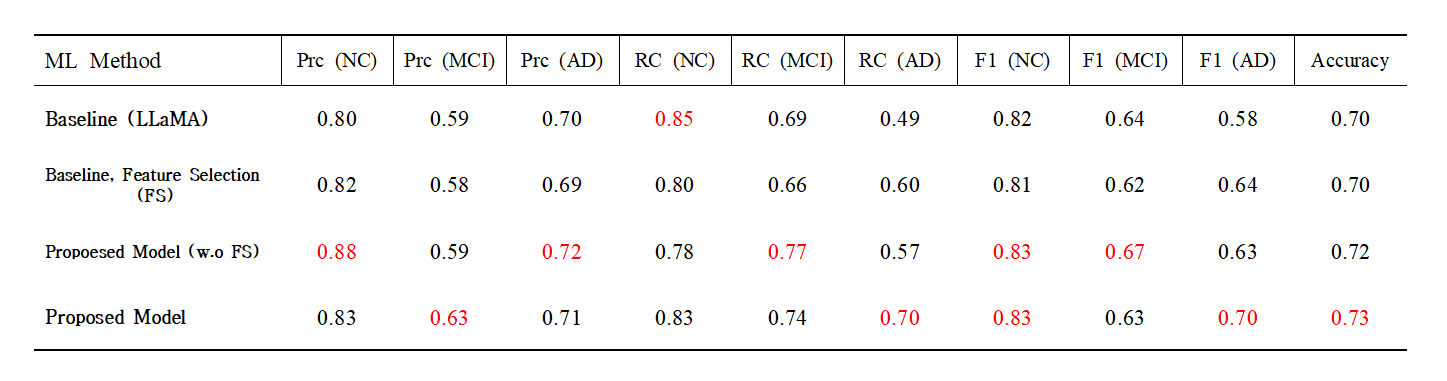 ML Method Prc (NC) Prc (MCI) Prc (AD) RC (NC) RC (MCI) RC (AD) F1 (NC) F1 (MCI) F1 (AD) Accuracy
Baseline (LLaMA) 0.80 0.59 0.70 0.85 0.69 0.49 0.82 0.64 0.58 0.70
Baseline, Feature Selection
(FS) 0.82 0.58 0.69 0.80 0.66 0.60 0.81 0.62 0.64 0.70
Propoesed Model (w.o FS) 0.88 0.59 0.72 0.78 0.77 0.57 0.83 0.67 0.63 0.72
Proposed Model 0.83 0.63 0.71 0.83 0.74 0.70 0.83 0.63 0.70 0.73